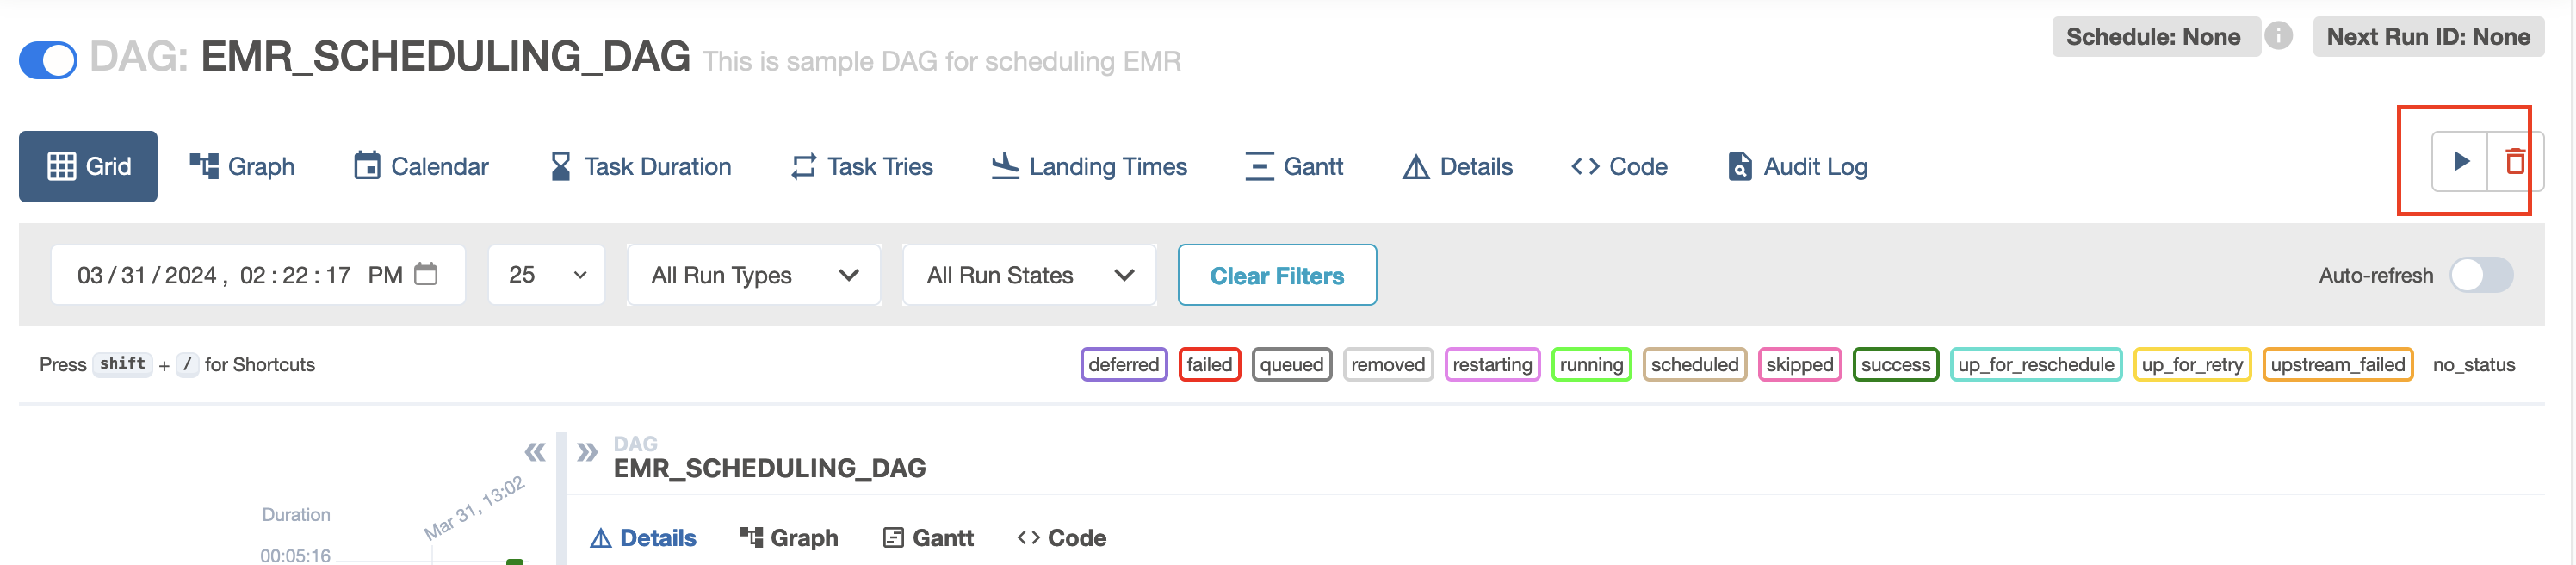 DAG: EMR_SCHEDULING_DAG This is sample DAG for scheduling EMR
Schedule: None
Next Run ID: None
Grid
Graph
Calendar
Task Duration
Task Tries
Landing Times
Gantt
Details
<> Code
Audit Log
03/31/2024, 02:22:17 PM
25
All Run Types
All Run States
Clear Filters
Auto-refresh
Press shift + / for Shortcuts
deferred
failed
queued
removed
restarting
running
scheduled
skipped
success
up_for_reschedule
up_for_retry
upstream_failed
no_status
DAG
EMR_SCHEDULING_DAG
Mar 31, 13:02
Duration
00:05:16
Details
Graph
Gantt
<> Code